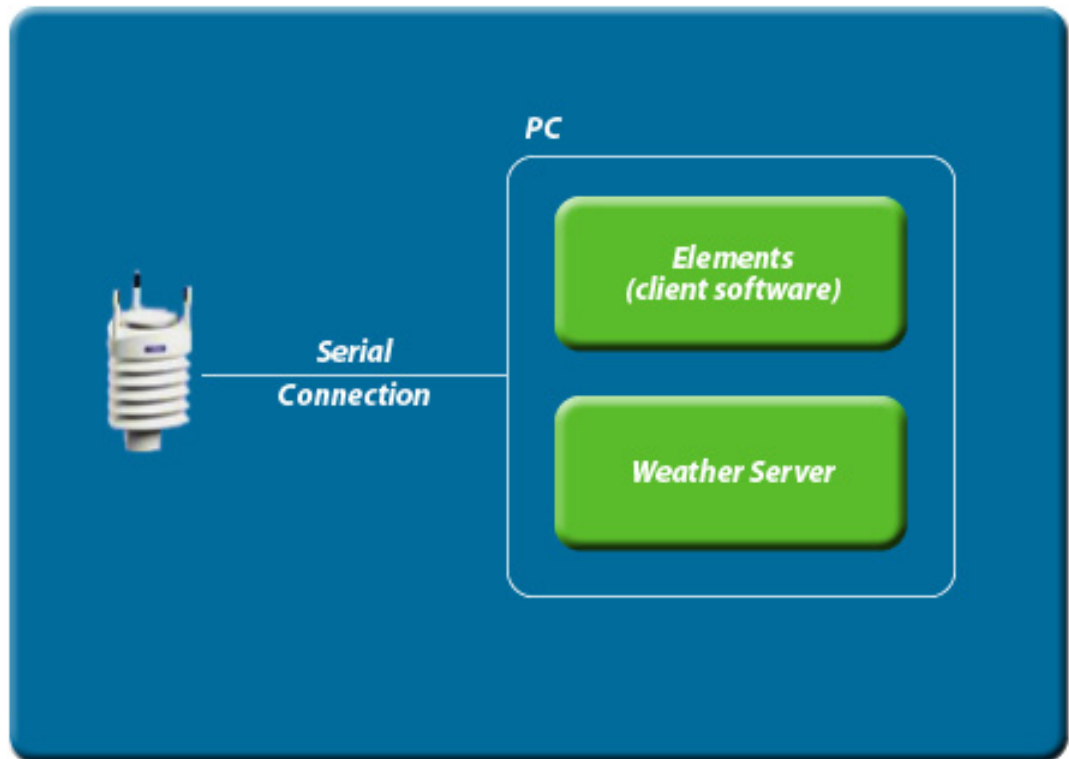 PC
Elements
(client software)
Serial
Connection
Weather Server